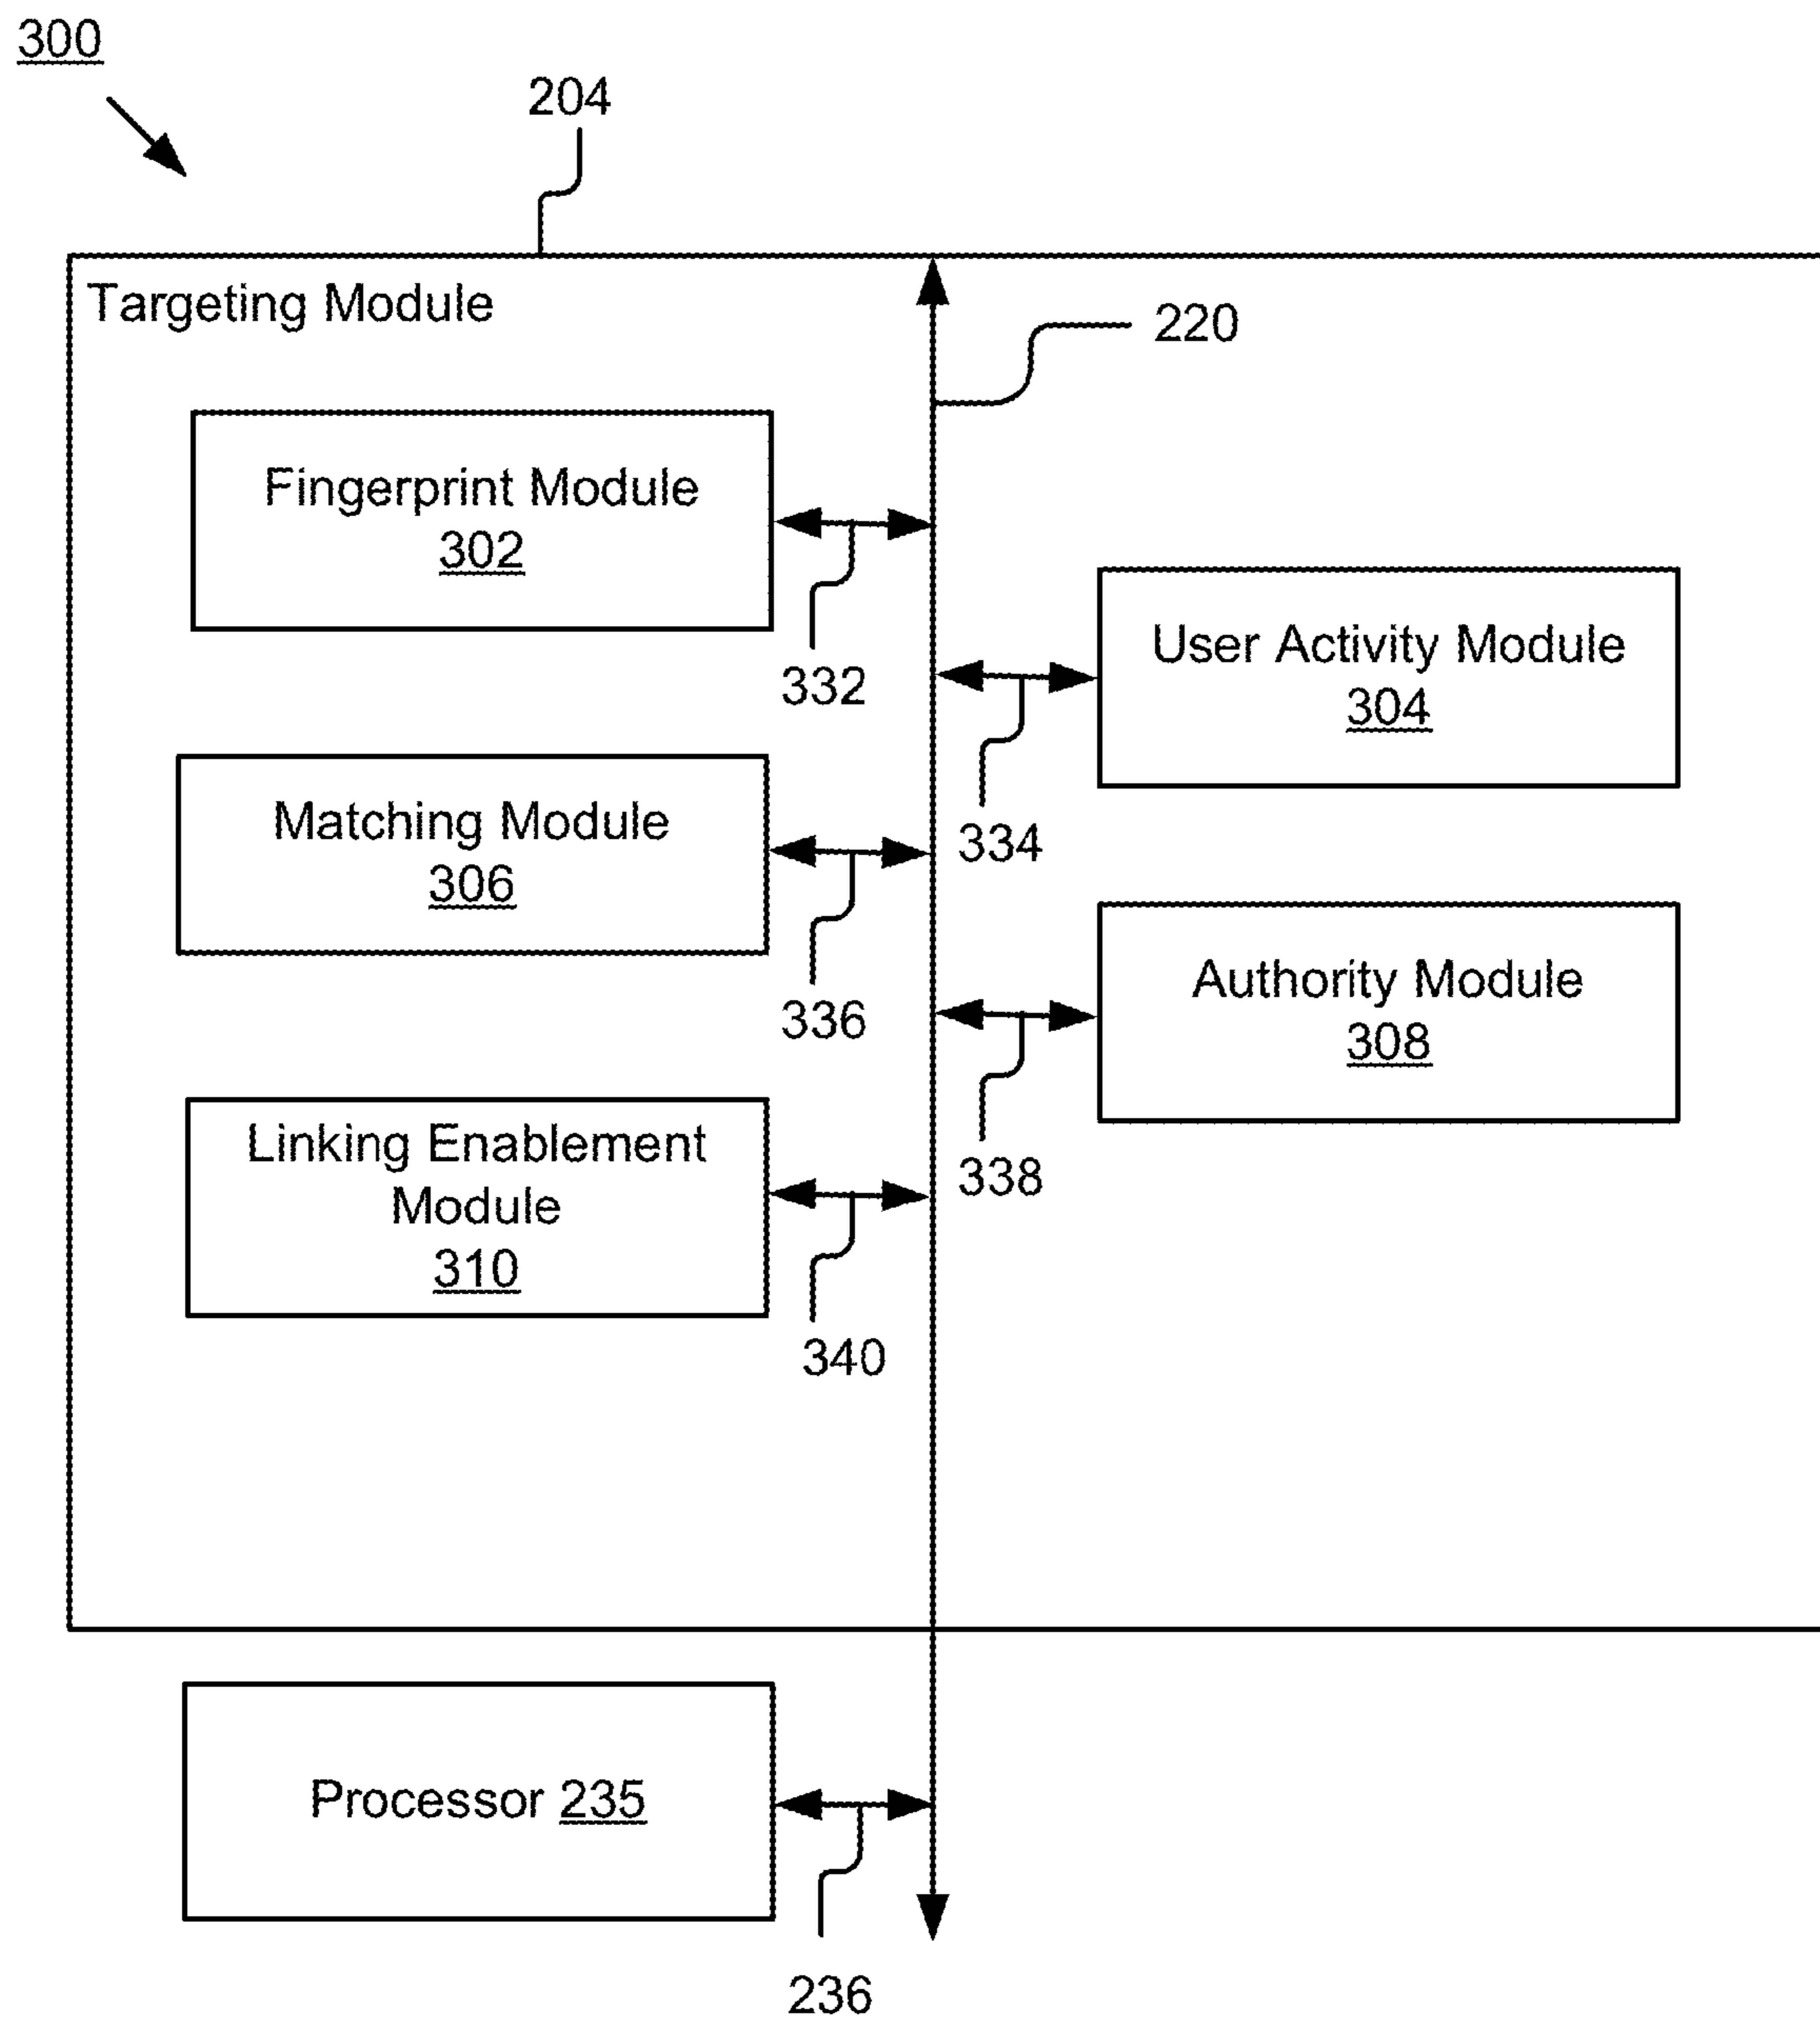 300
204
Targeting Module
220
Fingerprint Module
302
332
User Activity Module
304
334
Matching Module
306
336
Authority Module
308
338
Linking Enablement
Module
310
340
Processor 235
236